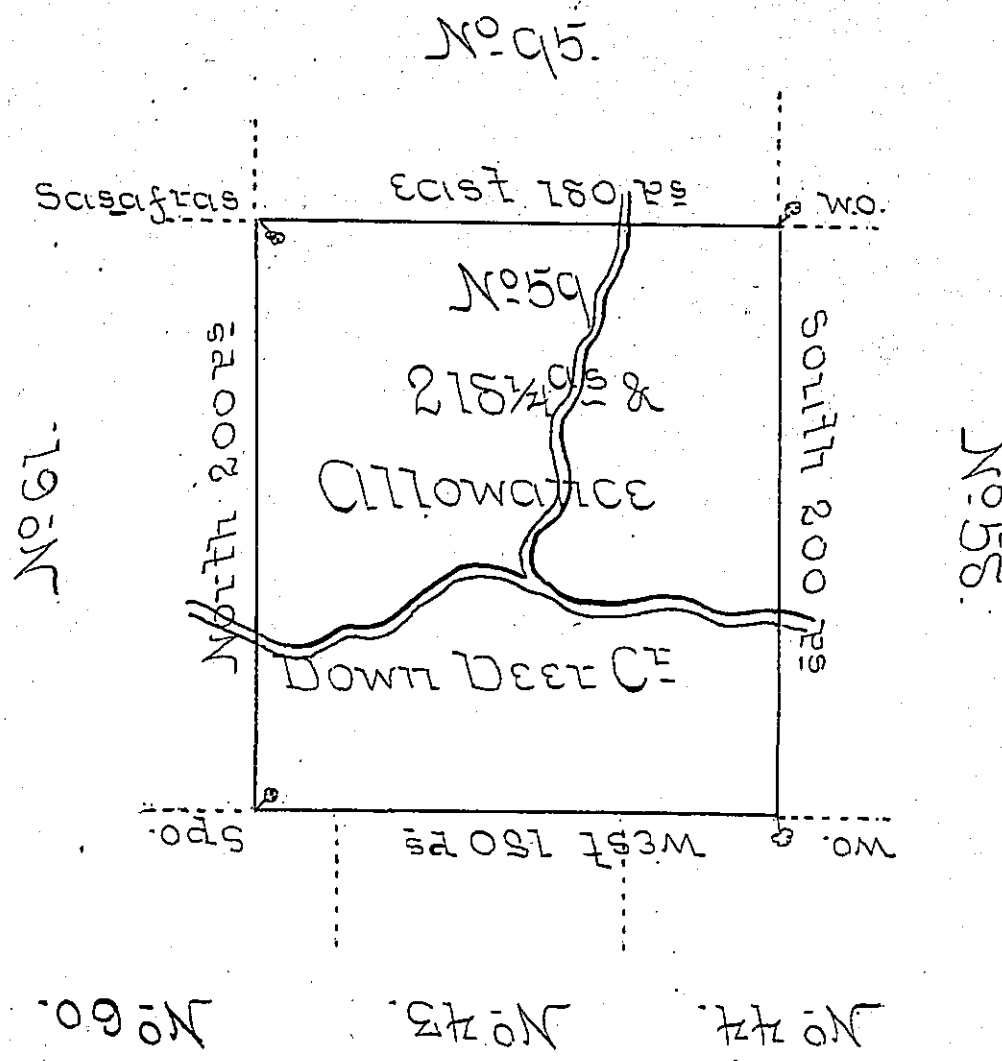 No 95.
Sasafras
East 180 Ps
W.O.
No 59
218¼ as &
Allowance
Down Deer Cr
North 200 Ps
South 200 Ps
No 61.
No 58.
Spo.
West 180 Ps
WO.
No 60.
No 43.
No 44.